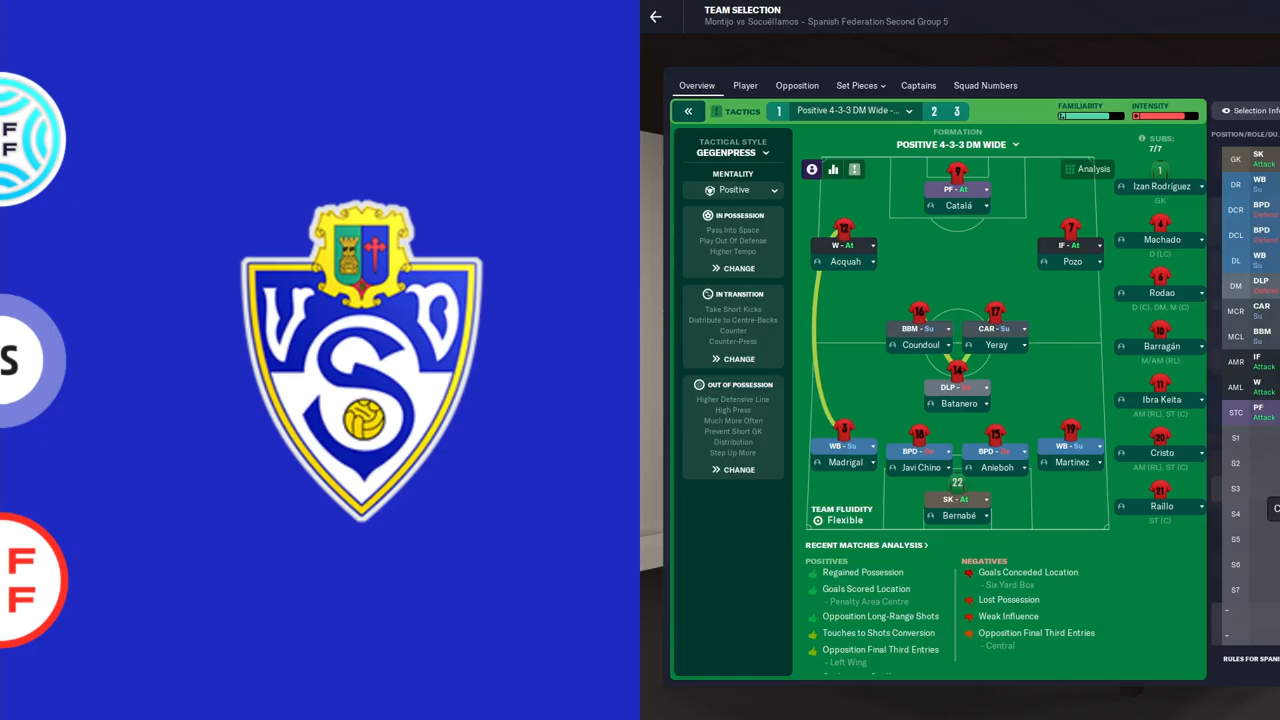 F
F
S
F
F
U
D
S
TEAM SELECTION
Montijo vs Socuéllamos - Spanish Federation Second Group 5
Overview
Player
Opposition
Set Pieces
Captains
Squad Numbers
TACTICS
1
Positive 4-3-3 DM Wide -...
2
3
FAMILIARITY
INTENSITY
Selection Info
TACTICAL STYLE
GEGENPRESS
MENTALITY
Positive
IN POSSESSION
Pass Into Space
Play Out Of Defense
Higher Tempo
CHANGE
IN TRANSITION
Take Short Kicks
Distribute to Centre-Backs
Counter
Counter-Press
CHANGE
OUT OF POSSESSION
Higher Defensive Line
High Press
Much More Often
Prevent Short GK
Distribution
Step Up More
CHANGE
FORMATION
POSITIVE 4-3-3 DM WIDE
Analysis
9
PF - At
Catalá
12
W - At
Acquah
7
IF - At
Pozo
16
BBM - Su
Coundoul
17
CAR - Su
Yeray
14
DLP - De
Batanero
3
WB - Su
Madrigal
18
BPD - De
Javi Chino
15
BPD - De
Anieboh
19
WB - Su
Martínez
22
SK - At
Bernabé
TEAM FLUIDITY
Flexible
SUBS:
7/7
1
Izan Rodríguez
GK
4
Machado
D (LC)
6
Rodao
D (C), DM, M (C)
10
Barragán
M/AM (RL)
11
Ibra Keita
AM (RL), ST (C)
20
Cristo
AM (RL), ST (C)
21
Raillo
ST (C)
RECENT MATCHES ANALYSIS
POSITIVES
Regained Possession
Goals Scored Location
- Penalty Area Centre
Opposition Long-Range Shots
Touches to Shots Conversion
Opposition Final Third Entries
- Left Wing
NEGATIVES
Goals Conceded Location
- Six Yard Box
Lost Possession
Weak Influence
Opposition Final Third Entries
- Central
POSITION/ROLE/DU
GK SK
Attack
DR WB
Su
DCR BPD
Defend
DCL BPD
Defend
DL WB
Su
DM DLP
Defend
MCR CAR
Su
MCL BBM
Su
AMR IF
Attack
AML W
Attack
STC PF
Attack
S1
S2
S3
S4
S5
S6
S7
-
-
RULES FOR SPANI